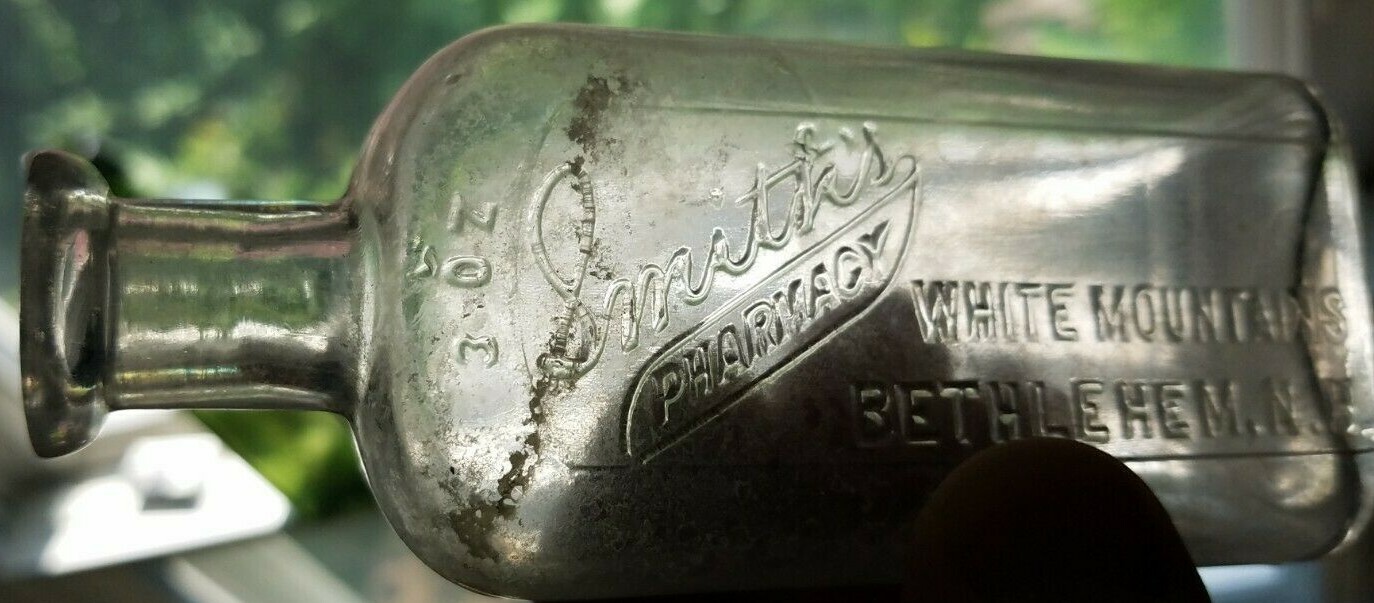 3 OZ
Smith's
PHARMACY
WHITE MOUNTAINS
BETHLEHEM. N. H.